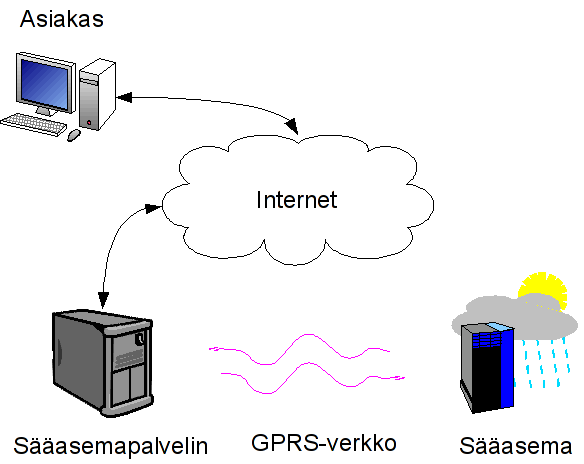 Asiakas
Internet
Sääasemapalvelin
GPRS-verkko
Sääasema